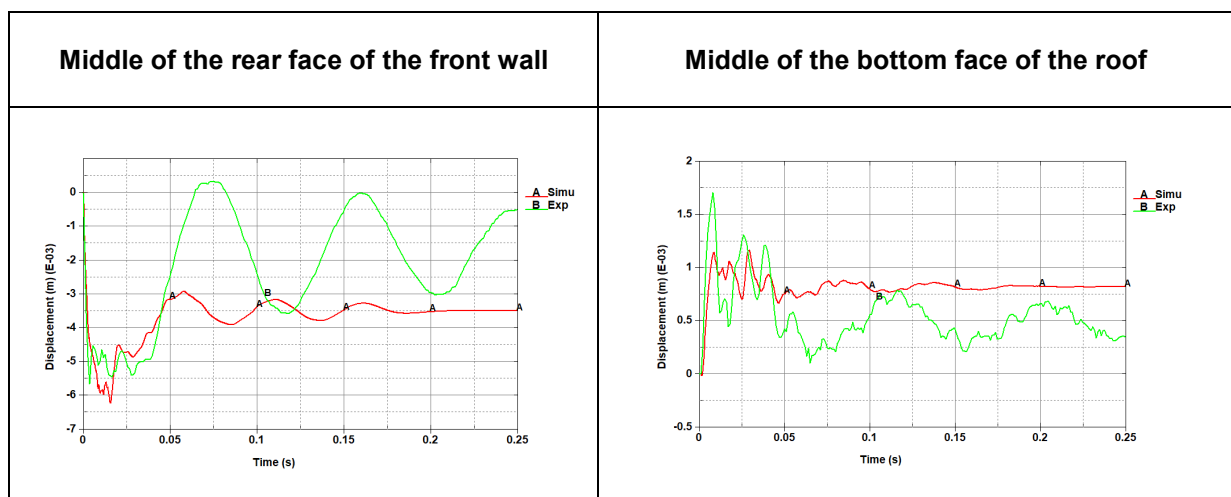 Middle of the rear face of the front wall
Middle of the bottom face of the roof
0
-1
-2
-3
-4
-5
-6
-7
Displacement (m) (E-03)
0
0.05
0.1
0.15
0.2
0.25
Time (s)
A Simu
B Exp
A
A
B
A
A
A
2
1.5
1
0.5
0
-0.5
Displacement (m) (E-03)
0
0.05
0.1
0.15
0.2
0.25
Time (s)
A Simu
B Exp
A
A
B
A
A
A